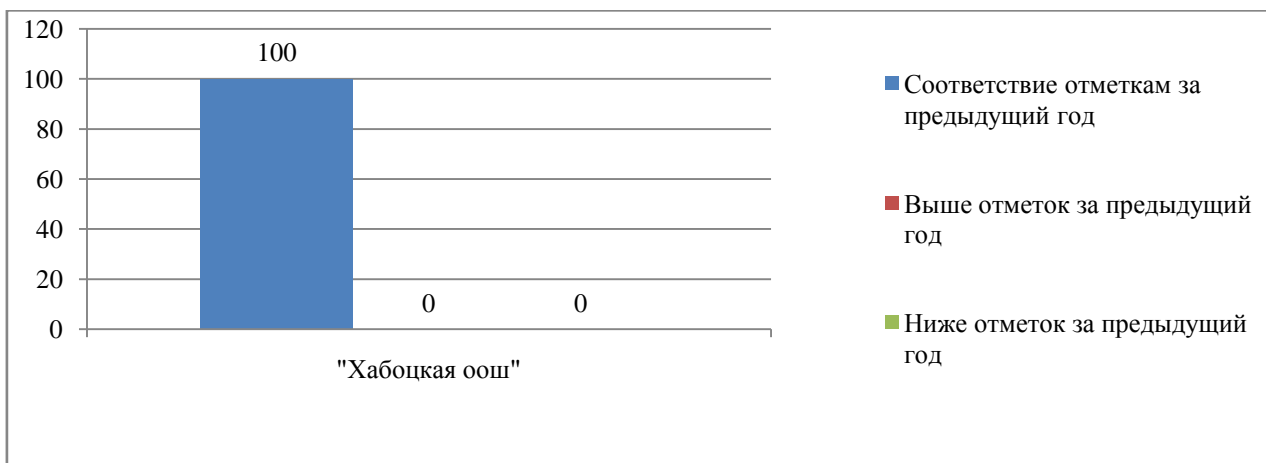 120
100
80
60
40
20
0
100
0
0
"Хабоцкая оош"
Соответствие отметкам за
предыдущий год
Выше отметок за предыдущий
год
Ниже отметок за предыдущий
год